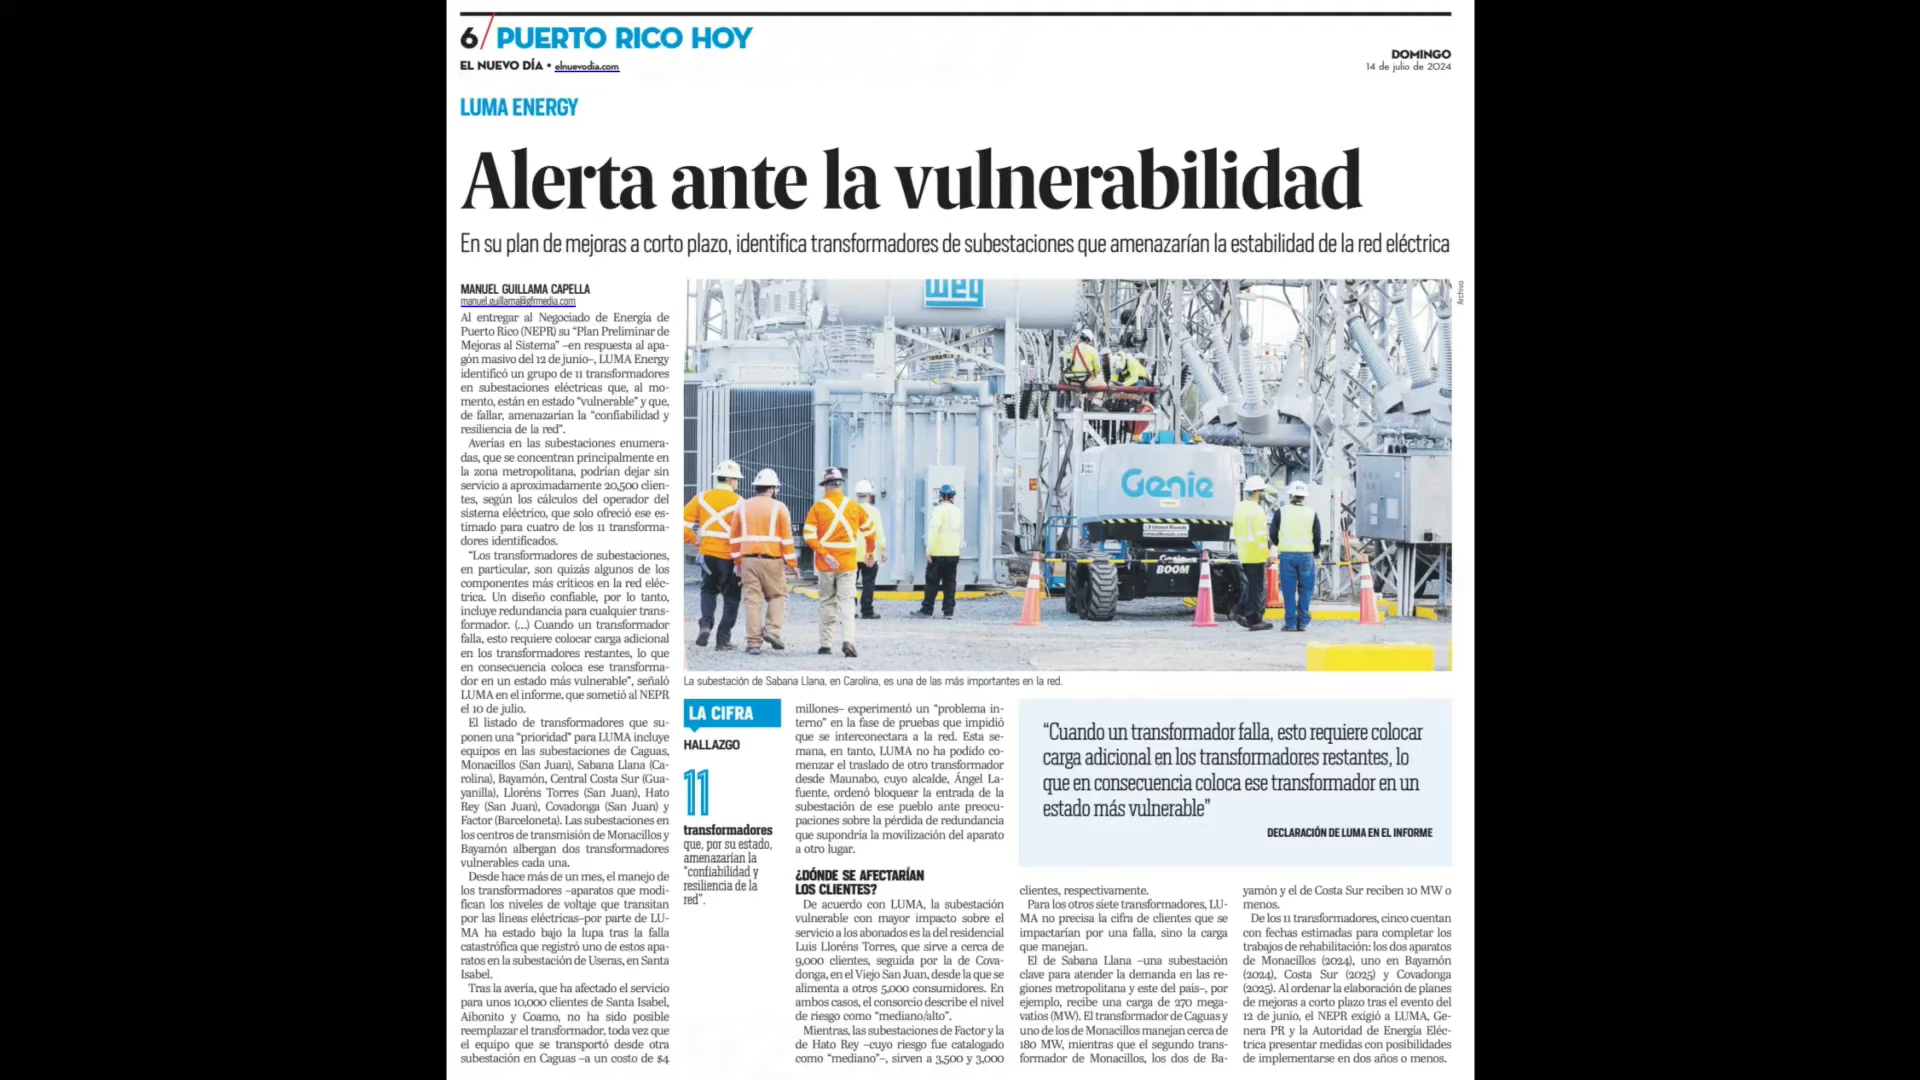 6/ PUERTO RICO HOY
EL NUEVO DÍA • elnuevodia.com
DOMINGO
14 de julio de 2024
LUMA ENERGY
Alerta ante la vulnerabilidad
En su plan de mejoras a corto plazo, identifica transformadores de subestaciones que amenazarían la estabilidad de la red eléctrica
MANUEL GUILLAMA CAPELLA
manuel.guillama@gfrmedia.com
Al entregar al Negociado de Energía de
Puerto Rico (NEPR) su “Plan Preliminar de
Mejoras al Sistema” –en respuesta al apa-
gón masivo del 12 de junio–, LUMA Energy
identificó un grupo de 11 transformadores
en subestaciones eléctricas que, al mo-
mento, están en estado “vulnerable” y que,
de fallar, amenazarían la “confiabilidad y
resiliencia de la red”.
Averías en las subestaciones enumera-
das, que se concentran principalmente en
la zona metropolitana, podrían dejar sin
servicio a aproximadamente 20,500 clien-
tes, según los cálculos del operador del
sistema eléctrico, que solo ofreció ese es-
timado para cuatro de los 11 transforma-
dores identificados.
“Los transformadores de subestaciones,
en particular, son quizás algunos de los
componentes más críticos en la red eléc-
trica. Un diseño confiable, por lo tanto,
incluye redundancia para cualquier trans-
formador. (...) Cuando un transformador
falla, esto requiere colocar carga adicional
en los transformadores restantes, lo que
en consecuencia coloca ese transforma-
dor en un estado más vulnerable”, señaló
LUMA en el informe, que sometió al NEPR
el 10 de julio.
El listado de transformadores que su-
ponen una “prioridad” para LUMA incluye
equipos en las subestaciones de Caguas,
Monacillos (San Juan), Sabana Llana (Ca-
rolina), Bayamón, Central Costa Sur (Gua-
yanilla), Lloréns Torres (San Juan), Hato
Rey (San Juan), Covadonga (San Juan) y
Factor (Barceloneta). Las subestaciones en
los centros de transmisión de Monacillos y
Bayamón albergan dos transformadores
vulnerables cada una.
Desde hace más de un mes, el manejo de
los transformadores –aparatos que modi-
fican los niveles de voltaje que transitan
por las líneas eléctricas–por parte de LU-
MA ha estado bajo la lupa tras la falla
catastrófica que registró uno de estos apa-
ratos en la subestación de Useras, en Santa
Isabel.
Tras la avería, que ha afectado el servicio
para unos 10,000 clientes de Santa Isabel,
Aibonito y Coamo, no ha sido posible
reemplazar el transformador, toda vez que
el equipo que se transportó desde otra
subestación en Caguas –a un costo de $4
weg
Genie
Genie
BOOM
Archivo
La subestación de Sabana Llana, en Carolina, es una de las más importantes en la red.
LA CIFRA
HALLAZGO
11
transformadores
que, por su estado,
amenazarían la
“confiabilidad y
resiliencia de la
red”.
millones– experimentó un “problema in-
terno” en la fase de pruebas que impidió
que se interconectara a la red. Esta se-
mana, en tanto, LUMA no ha podido co-
menzar el traslado de otro transformador
desde Maunabo, cuyo alcalde, Ángel La-
fuente, ordenó bloquear la entrada de la
subestación de ese pueblo ante preocu-
paciones sobre la pérdida de redundancia
que supondría la movilización del aparato
a otro lugar.
¿DÓNDE SE AFECTARÍAN
LOS CLIENTES?
De acuerdo con LUMA, la subestación
vulnerable con mayor impacto sobre el
servicio a los abonados es la del residencial
Luis Lloréns Torres, que sirve a cerca de
9,000 clientes, seguida por la de Cova-
donga, en el Viejo San Juan, desde la que se
alimenta a otros 5,000 consumidores. En
ambos casos, el consorcio describe el nivel
de riesgo como “mediano/alto”.
Mientras, las subestaciones de Factor y la
de Hato Rey –cuyo riesgo fue catalogado
como “mediano”–, sirven a 3,500 y 3,000
“Cuando un transformador falla, esto requiere colocar
carga adicional en los transformadores restantes, lo
que en consecuencia coloca ese transformador en un
estado más vulnerable”
DECLARACIÓN DE LUMA EN EL INFORME
clientes, respectivamente.
Para los otros siete transformadores, LU-
MA no precisa la cifra de clientes que se
impactarían por una falla, sino la carga
que manejan.
El de Sabana Llana –una subestación
clave para atender la demanda en las re-
giones metropolitana y este del país–, por
ejemplo, recibe una carga de 270 mega-
vatios (MW). El transformador de Caguas y
uno de los de Monacillos manejan cerca de
180 MW, mientras que el segundo trans-
formador de Monacillos, los dos de Ba-
yamón y el de Costa Sur reciben 10 MW o
menos.
De los 11 transformadores, cinco cuentan
con fechas estimadas para completar los
trabajos de rehabilitación: los dos aparatos
de Monacillos (2024), uno en Bayamón
(2024), Costa Sur (2025) y Covadonga
(2025). Al ordenar la elaboración de planes
de mejoras a corto plazo tras el evento del
12 de junio, el NEPR exigió a LUMA, Ge-
nera PR y la Autoridad de Energía Eléc-
trica presentar medidas con posibilidades
de implementarse en dos años o menos.